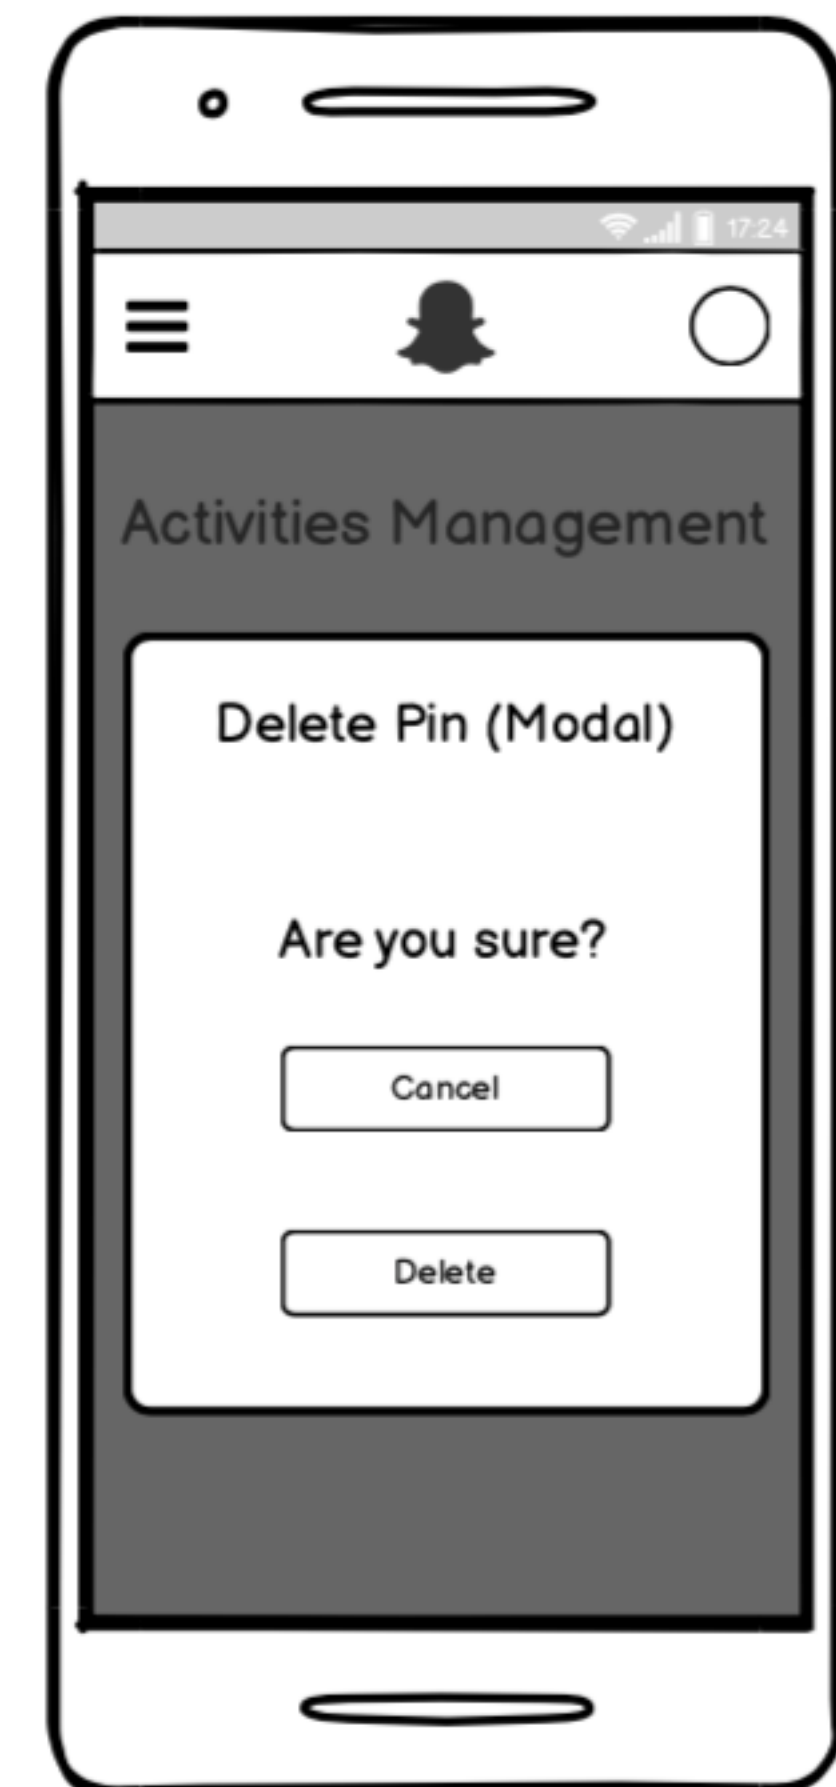 17:24
Activities Management
Delete Pin (Modal)
Are you sure?
Cancel
Delete